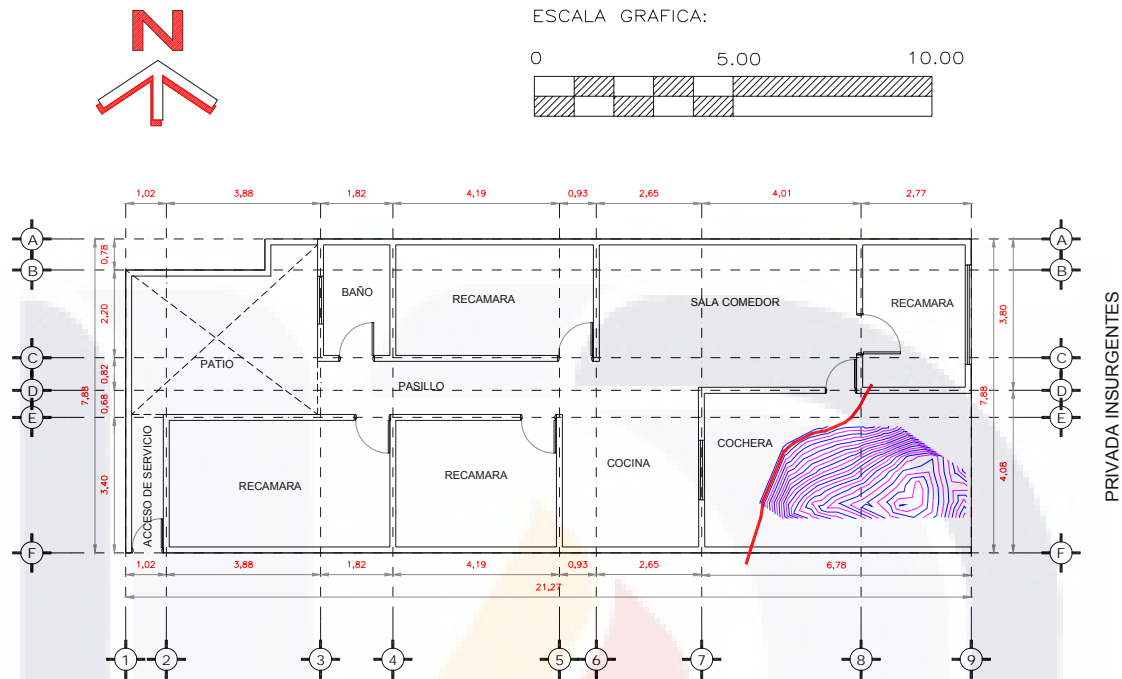 N
ESCALA GRAFICA:
0 5.00 10.00
1,02 3,88 1,82 4,19 0,93 2,65 4,01 2,77
A A
0,78
B B
BAÑO RECAMARA SALA COMEDOR RECAMARA
2,20 3,80
C C
PATIO
0,82
PASILLO
D D
7,88 0,68 7,88
E E
COCHERA
ACCESO DE SERVICIO
RECAMARA RECAMARA COCINA
3,40 4,08
PRIVADA INSURGENTES
F F
1,02 3,88 1,82 4,19 0,93 2,65 6,78
21,27
1 2 3 4 5 6 7 8 9